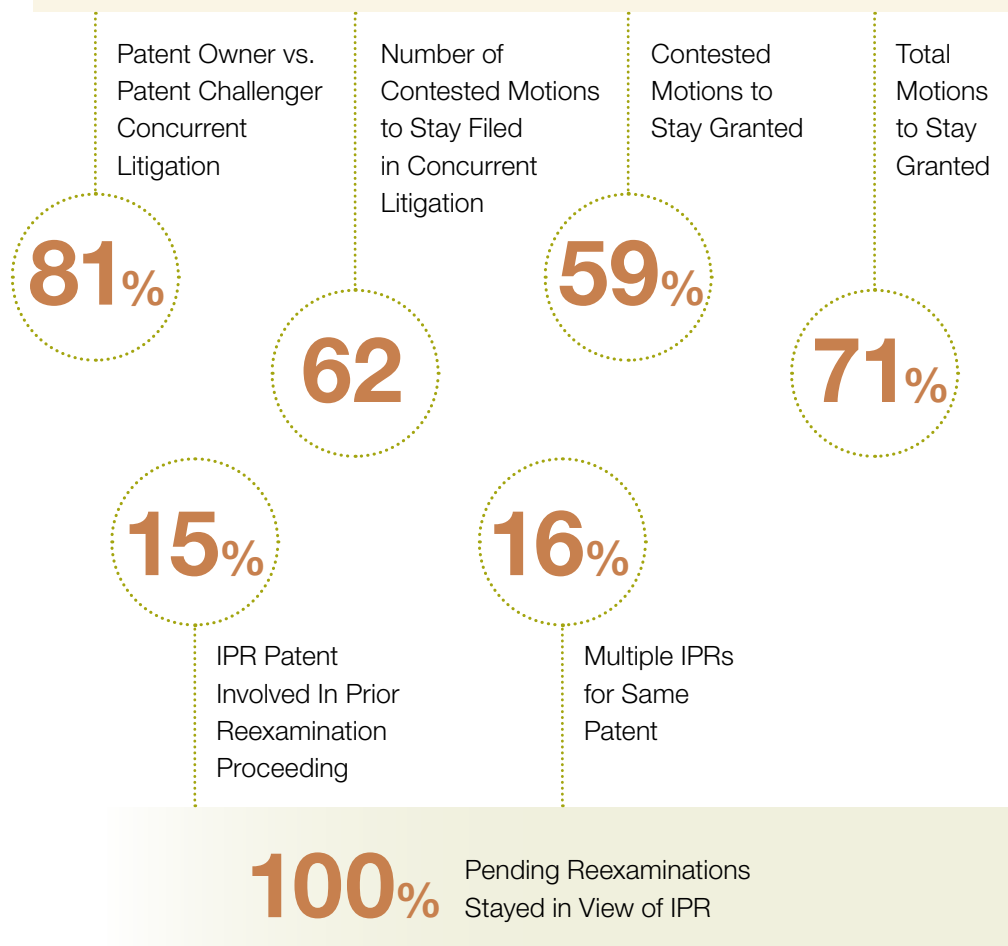 Patent Owner vs.
Patent Challenger
Concurrent
Litigation
81%
Number of
Contested Motions
to Stay Filed
in Concurrent
Litigation
62
Contested
Motions to
Stay Granted
59%
Total
Motions
to Stay
Granted
71%
15%
IPR Patent
Involved In Prior
Reexamination
Proceeding
16%
Multiple IPRs
for Same
Patent
100%
Pending Reexaminations
Stayed in View of IPR